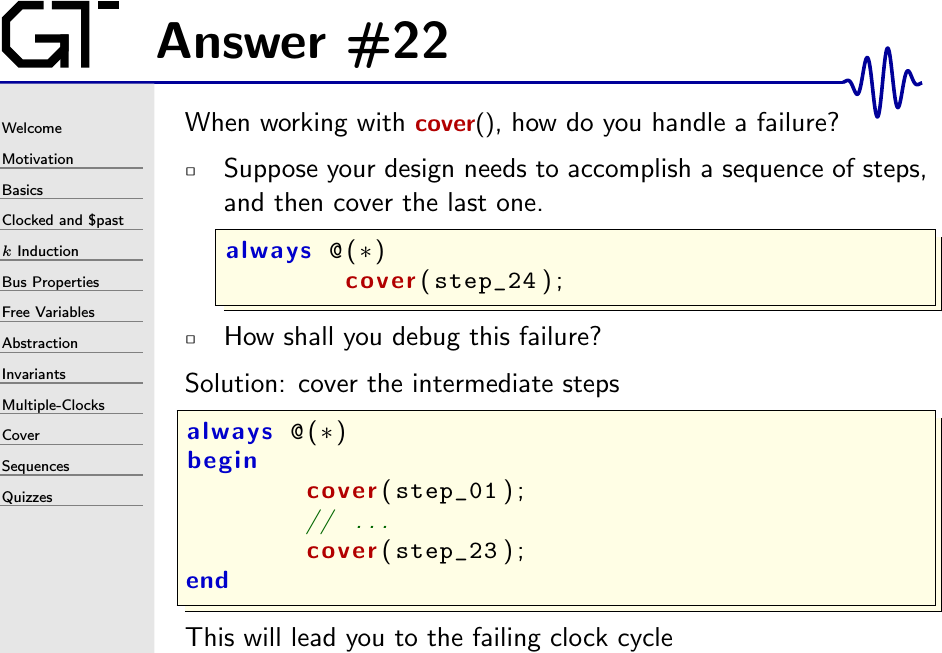 GT
Answer #22
Welcome
Motivation
Basics
Clocked and $past
k Induction
Bus Properties
Free Variables
Abstraction
Invariants
Multiple-Clocks
Cover
Sequences
Quizzes
When working with cover(), how do you handle a failure?
Suppose your design needs to accomplish a sequence of steps,
and then cover the last one.
always @(*)
cover(step_24);
How shall you debug this failure?
Solution: cover the intermediate steps
always @(*)
begin
cover(step_01);
// ...
cover(step_23);
end
This will lead you to the failing clock cycle